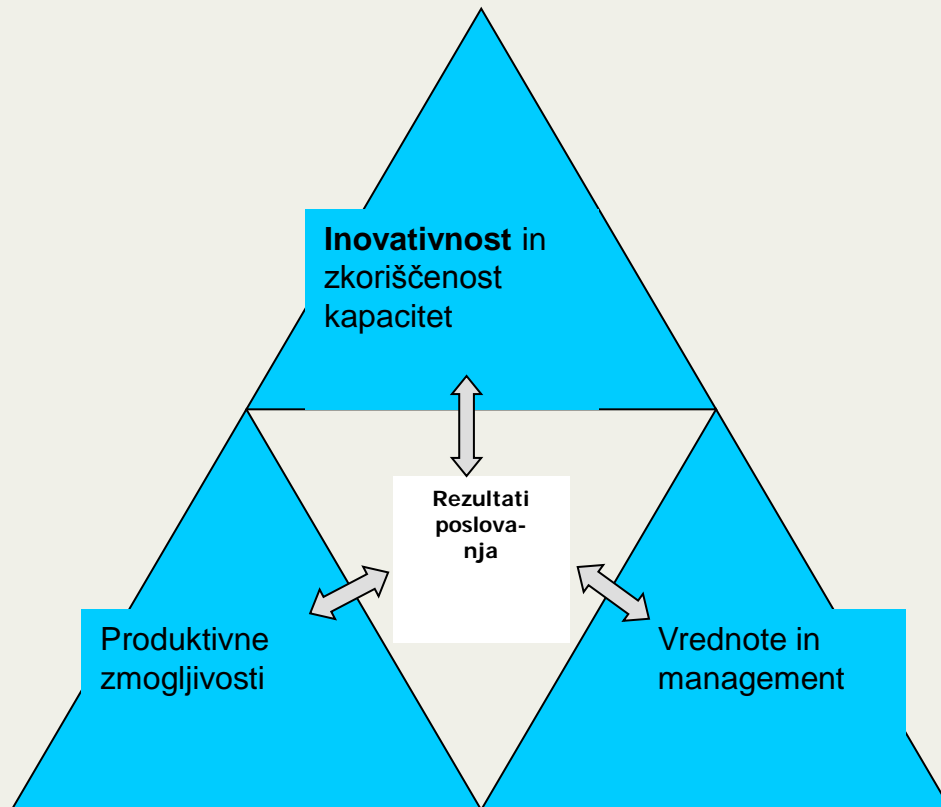 Inovativnost in
zkoriščenost
kapacitet
Rezultati
poslova-
nja
Produktivne
zmogljivosti
Vrednote in
management